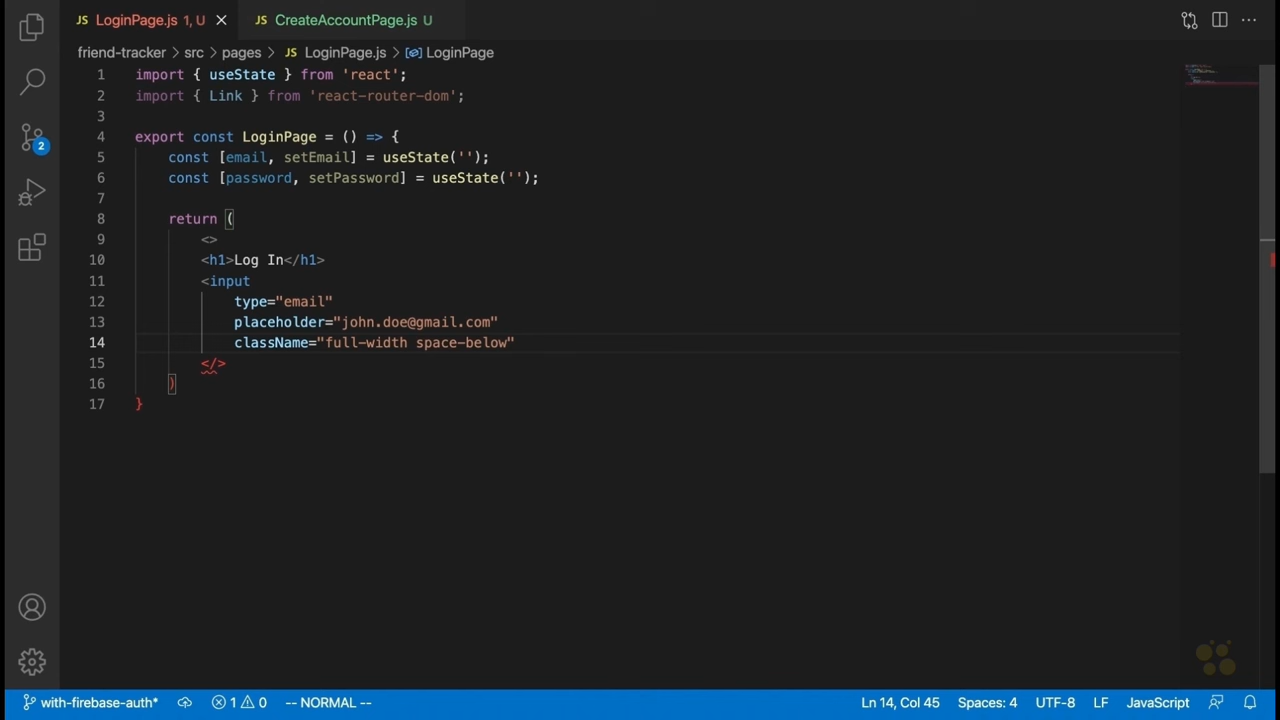 JS LoginPage.js 1, U
JS CreateAccountPage.js U
friend-tracker > src > pages > JS LoginPage.js > LoginPage
1 import { useState } from 'react';
2 import { Link } from 'react-router-dom';
3
4 export const LoginPage = () => {
5 const [email, setEmail] = useState('');
6 const [password, setPassword] = useState('');
7
8 return (
9 <>
10 <h1>Log In</h1>
11 <input
12 type="email"
13 placeholder="john.doe@gmail.com"
14 className="full-width space-below"
15 </>
16 )
17 }
2
with-firebase-auth* 1 0 -- NORMAL -- Ln 14, Col 45 Spaces: 4 UTF-8 LF JavaScript